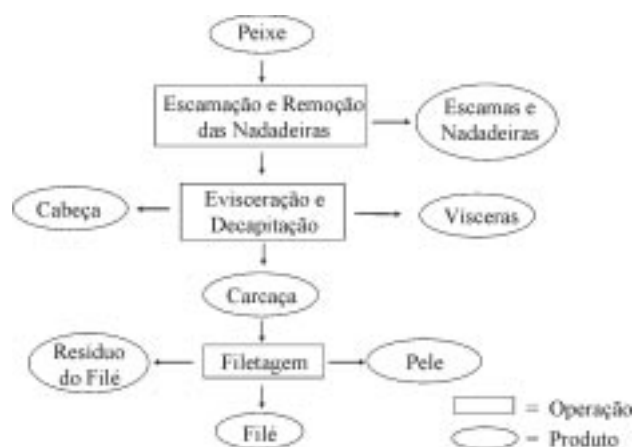 Peixe
Escamação e Remoção
das Nadadeiras
Escamas e
Nadadeiras
Cabeça
Evisceração e
Decapitação
Vísceras
Carcaça
Resíduo
do Filé
Filetagem
Pele
Filé
= Operação
= Produto